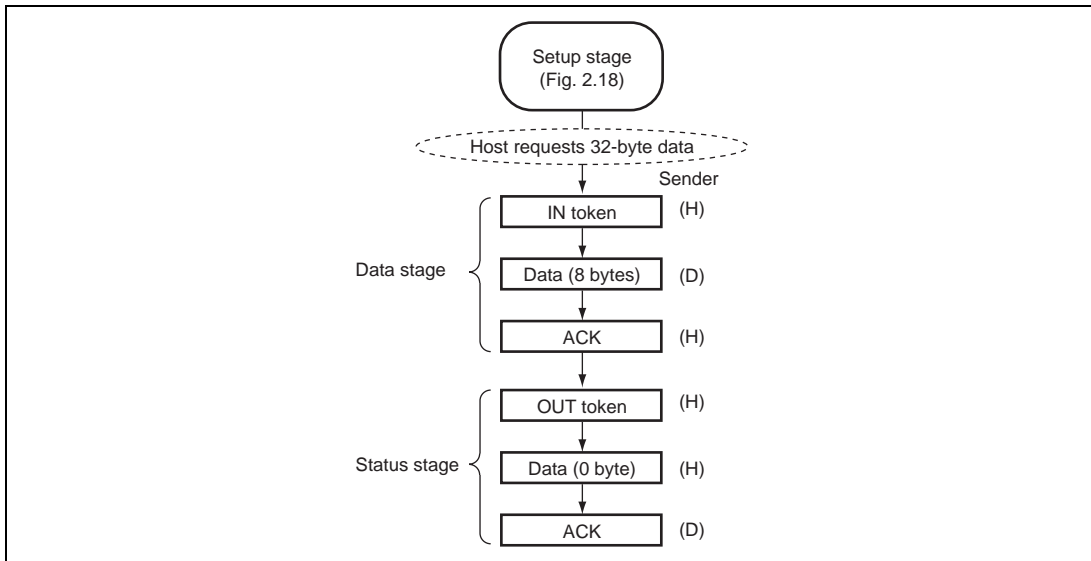 Setup stage
(Fig. 2.18)
Host requests 32-byte data
Sender
IN token (H)
Data stage
Data (8 bytes) (D)
ACK (H)
OUT token (H)
Status stage
Data (0 byte) (H)
ACK (D)